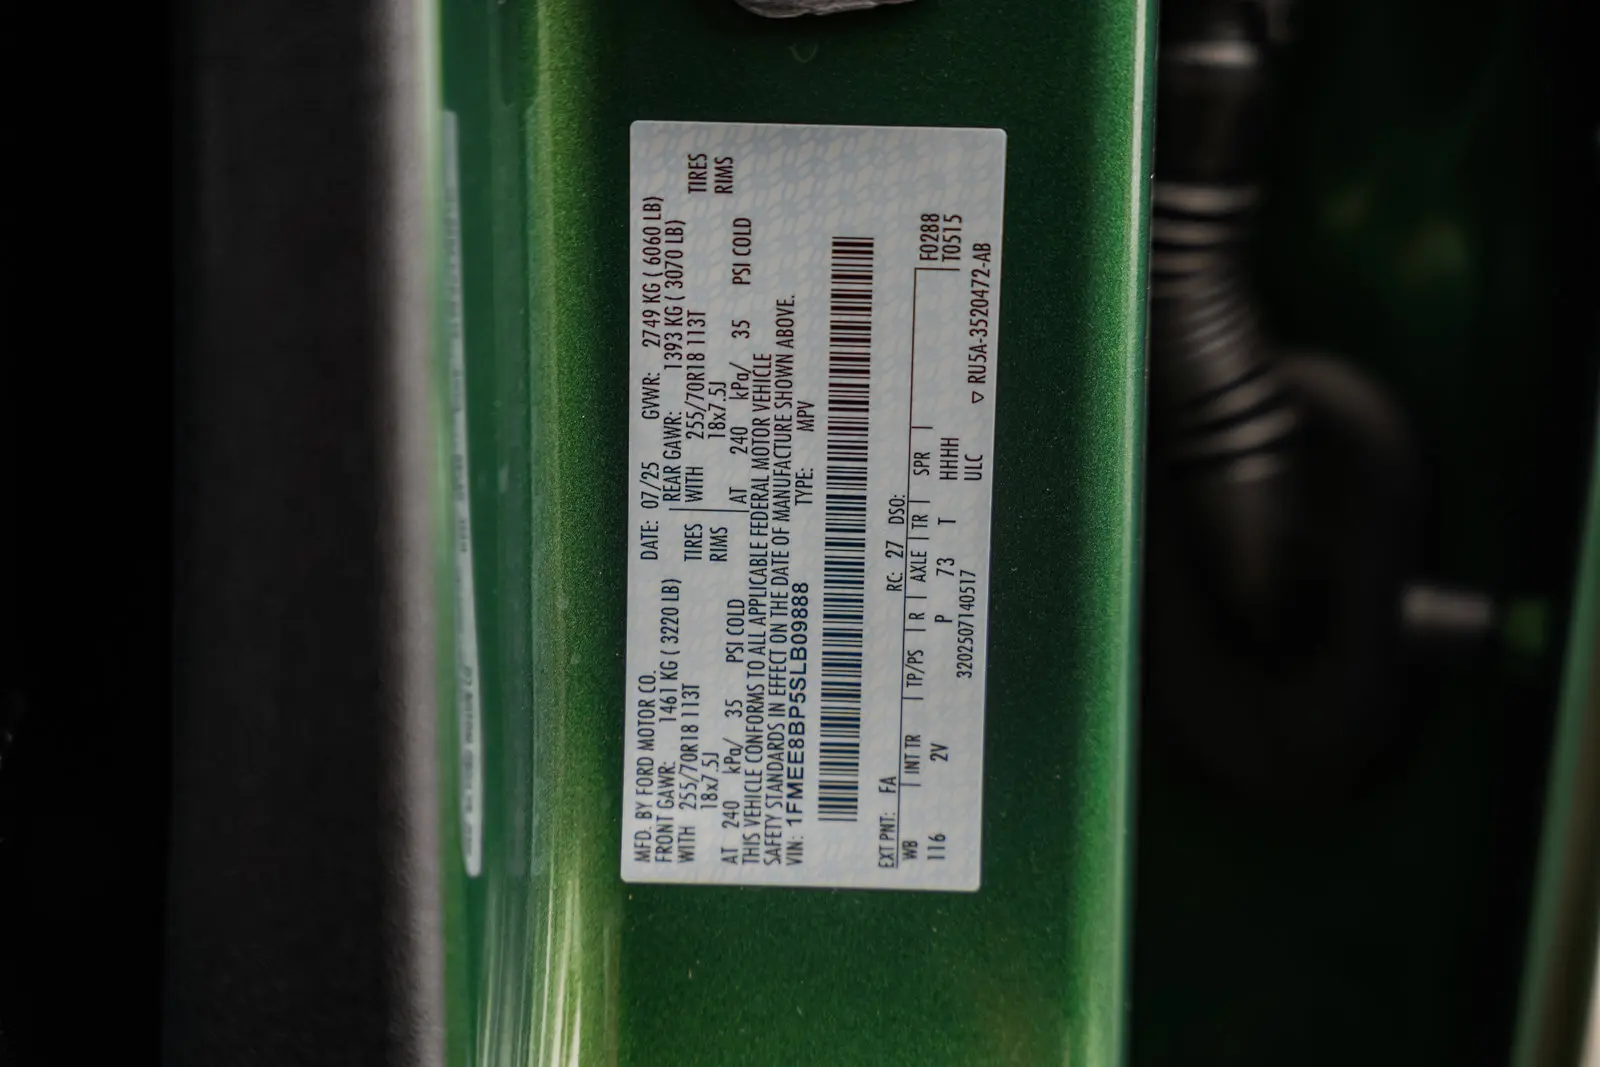 MFD. BY FORD MOTOR CO.
DATE: 07/25 GVWR: 2749 KG ( 6060 LB)
FRONT GAWR: 1461 KG ( 3220 LB) REAR GAWR: 1393 KG ( 3070 LB)
WITH 255/70R18 113T TIRES WITH 255/70R18 113T TIRES
18x7.5J RIMS 18x7.5J RIMS
AT 240 kPa/ 35 PSI COLD AT 240 kPa/ 35 PSI COLD
THIS VEHICLE CONFORMS TO ALL APPLICABLE FEDERAL MOTOR VEHICLE
SAFETY STANDARDS IN EFFECT ON THE DATE OF MANUFACTURE SHOWN ABOVE.
VIN: 1FMEE8BP5SLB09888 TYPE: MPV
EXT PNT: FA RC: 27 DSO: F0288
WB INT TR TP/PS R AXLE TR SPR T0515
116 2V P 73 T HHHH
320250714051​7 ULC ▽ RU5A-3520472-AB